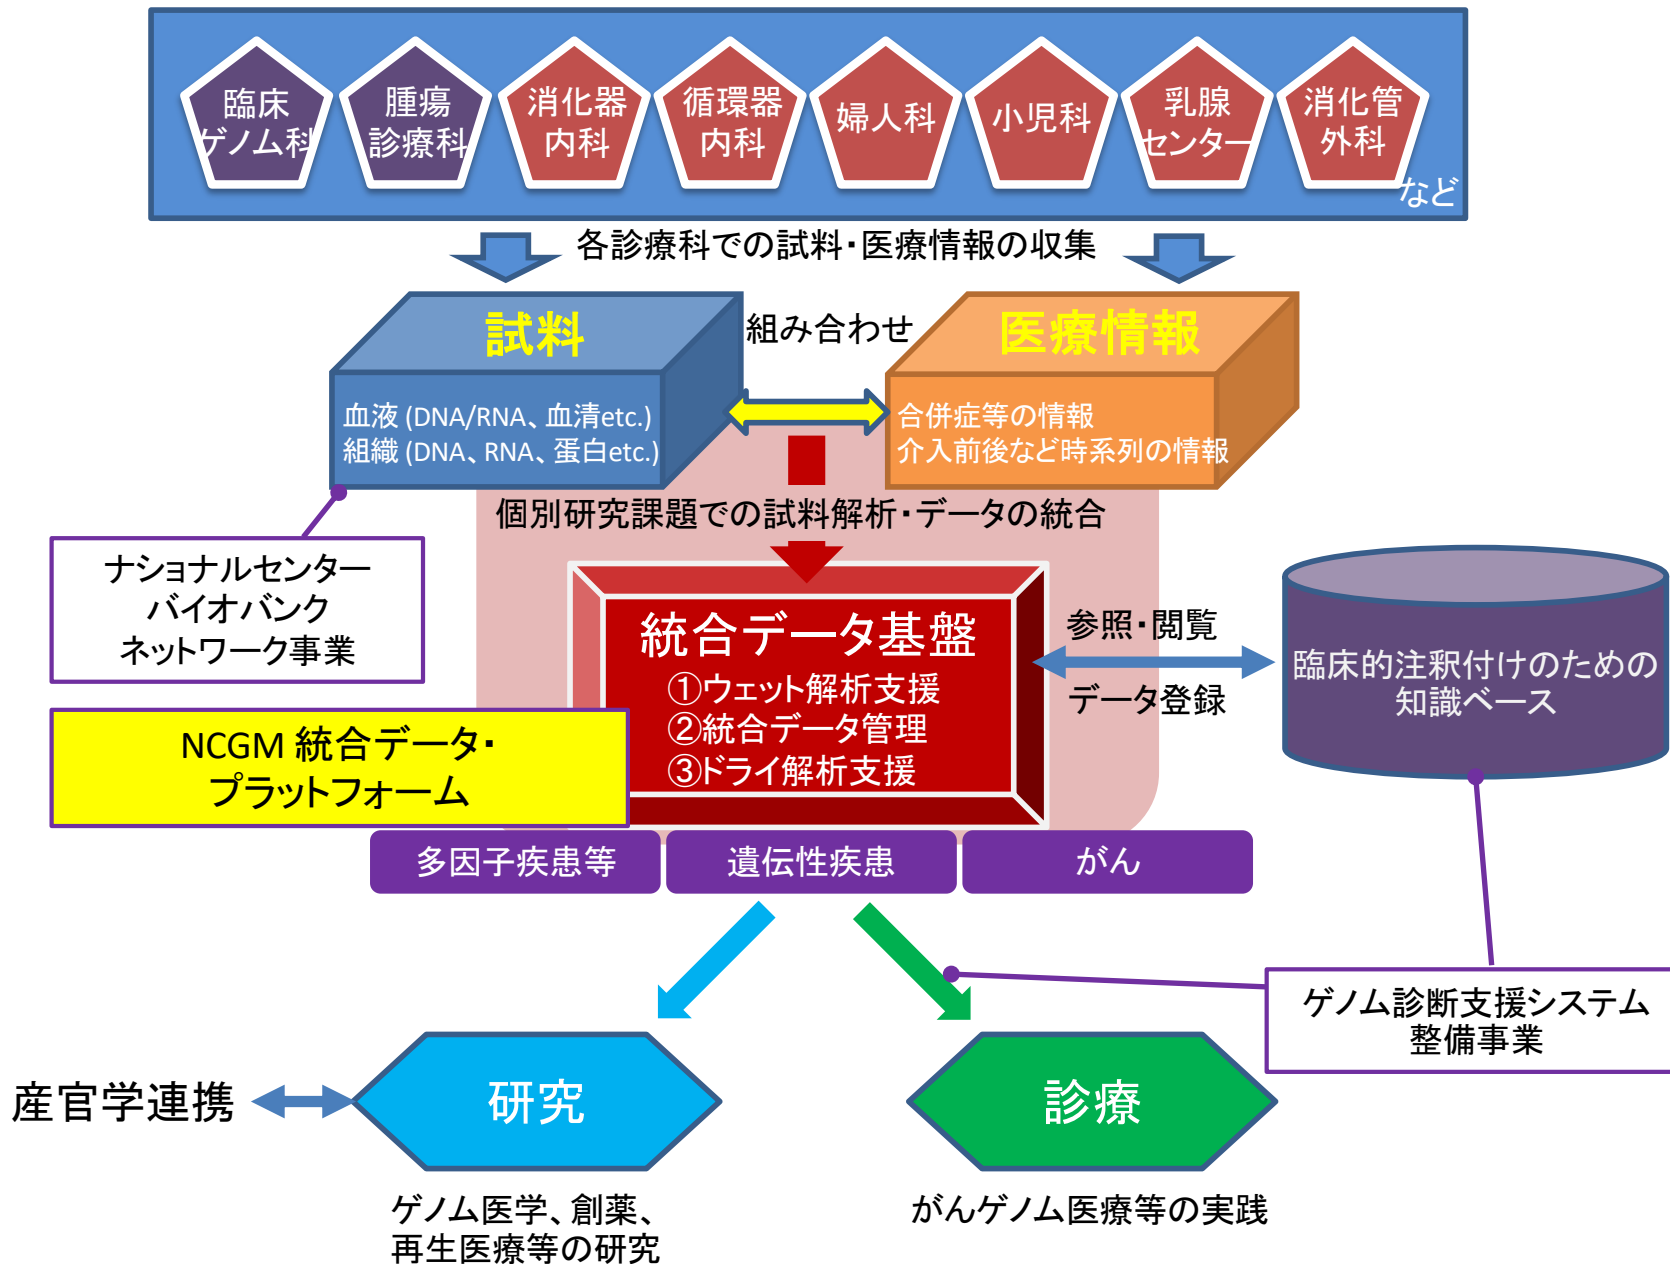 臨床
ゲノム科
腫瘍
診療科
消化器
内科
循環器
内科
婦人科
小児科
乳腺
センター
消化管
外科
など
各診療科での試料・医療情報の収集
試料
組み合わせ
医療情報
血液 (DNA/RNA、血清etc.)
組織 (DNA、RNA、蛋白etc.)
合併症等の情報
介入前後など時系列の情報
個別研究課題での試料解析・データの統合
ナショナルセンター
バイオバンク
ネットワーク事業
統合データ基盤
①ウェット解析支援
②統合データ管理
③ドライ解析支援
参照・閲覧
データ登録
臨床的注釈付けのための
知識ベース
NCGM 統合データ・
プラットフォーム
多因子疾患等
遺伝性疾患
がん
ゲノム診断支援システム
整備事業
産官学連携
研究
診療
ゲノム医学、創薬、
再生医療等の研究
がんゲノム医療等の実践